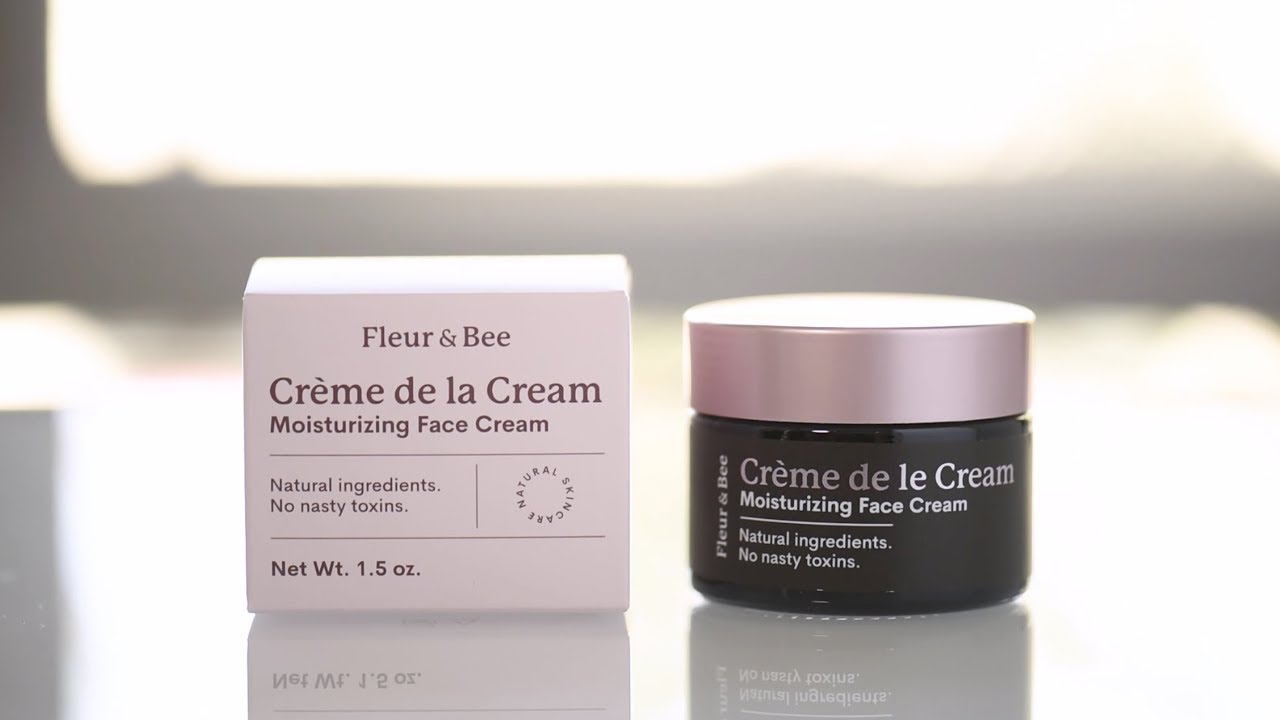 Fleur & Bee
Crème de la Cream
Moisturizing Face Cream
Natural ingredients.
No nasty toxins.
NATURAL SKINCARE
Net Wt. 1.5 oz.
Fleur & Bee
Crème de le Cream
Moisturizing Face Cream
Natural ingredients.
No nasty toxins.